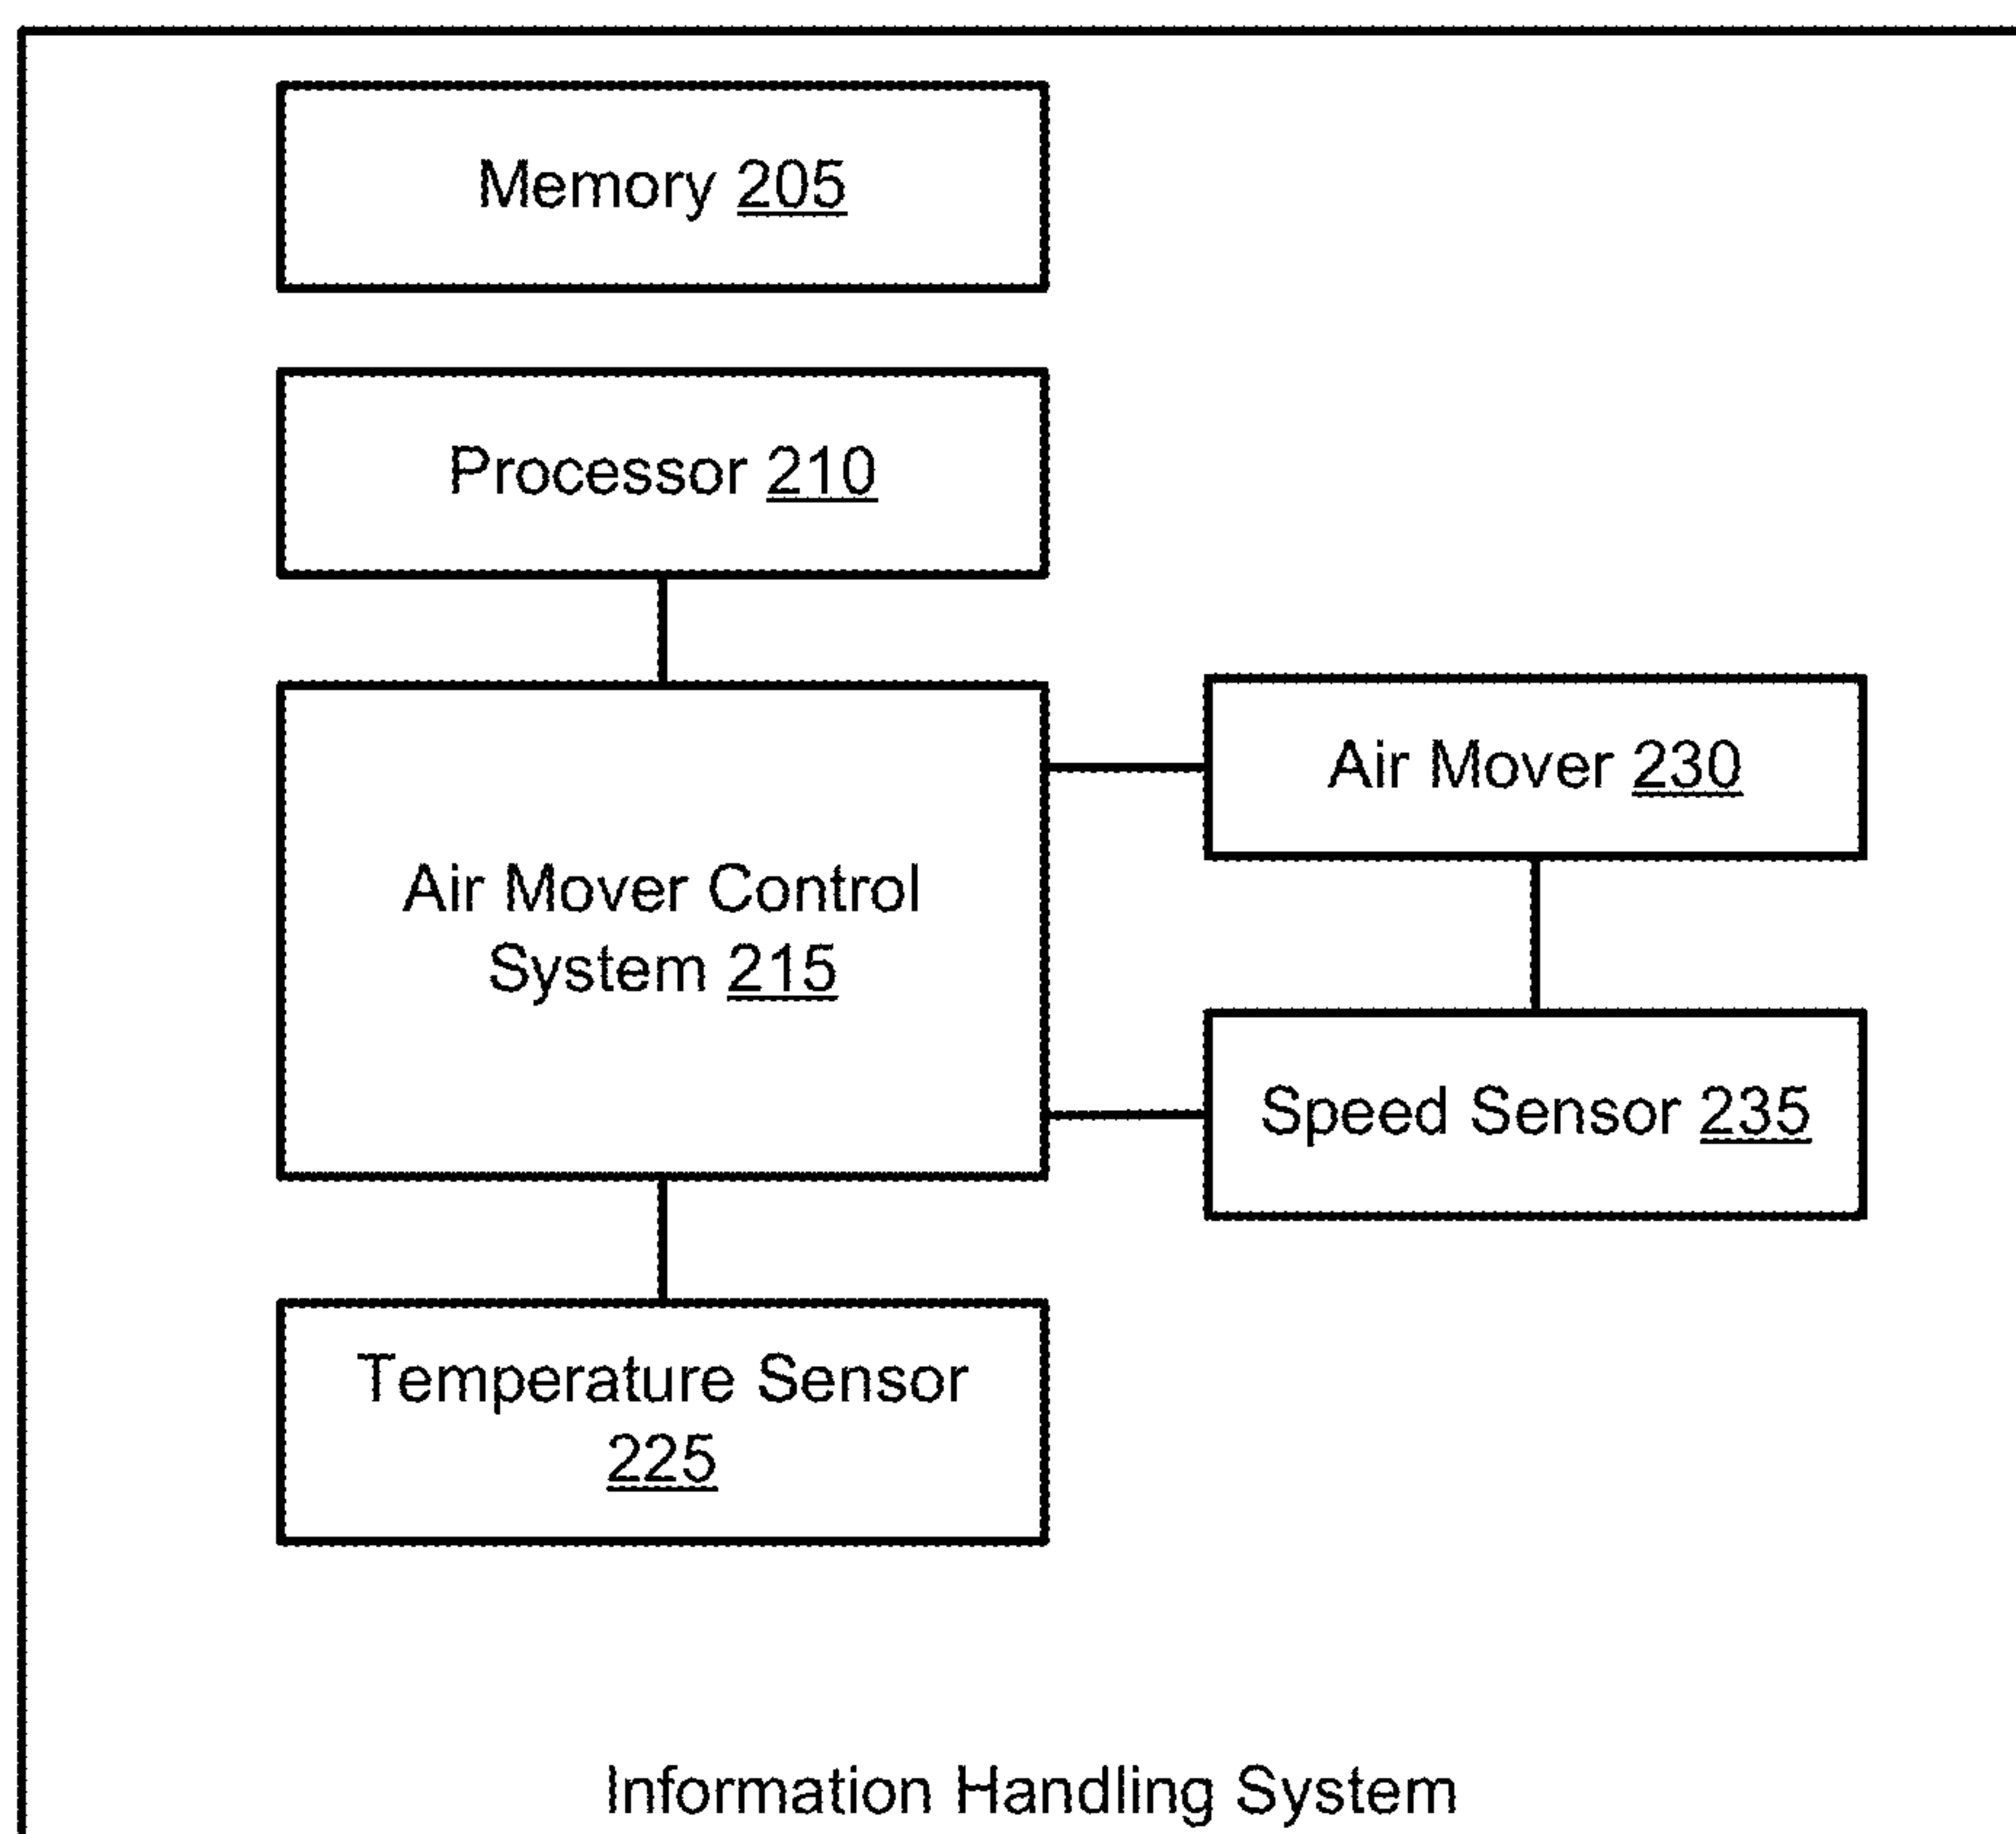 Memory 205
Processor 210
Air Mover Control
System 215
Air Mover 230
Speed Sensor 235
Temperature Sensor
225
Information Handling System